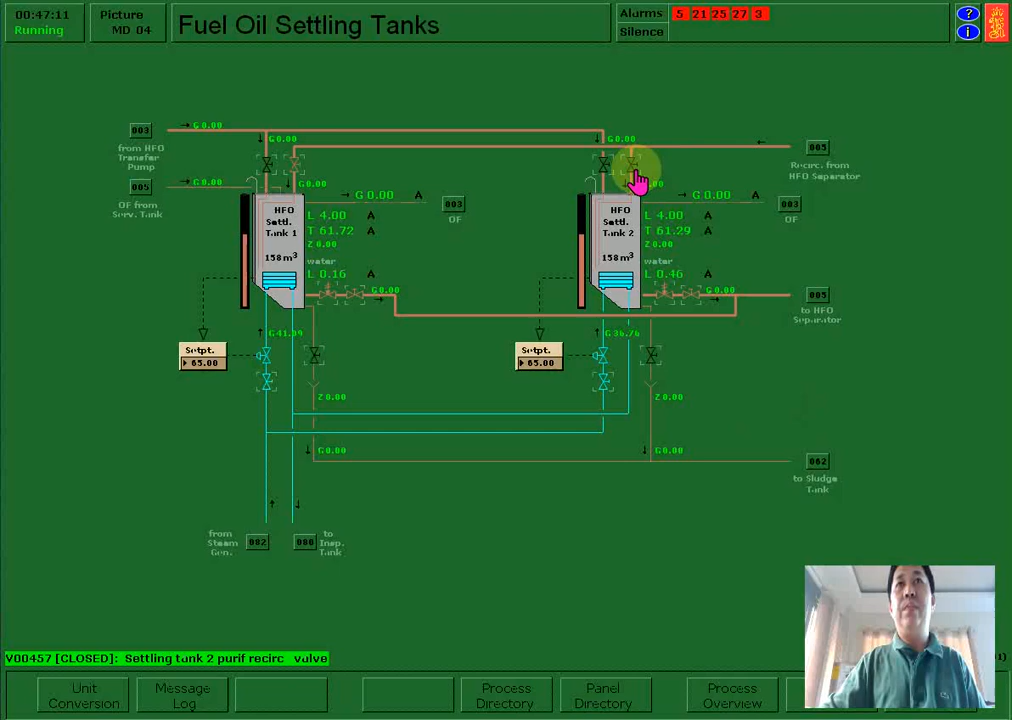 00:47:11
Running
Picture
MD 04
Fuel Oil Settling Tanks
Alarms
5 21 25 27 3
Silence
?
i
003
G 0.00
from HFO
Transfer
Pump
G 0.00
G 0.00
005
Recirc. from
HFO Separator
005
G 0.00
OF from
Serv. Tank
G 0.00
G 0.00 A
003
OF
G 0.00 A
003
OF
HFO
Settl.
Tank 1
158 m³
L 4.00 A
T 61.72 A
Z 0.00
water
L 0.16 A
G 0.00
HFO
Settl.
Tank 2
158 m³
L 4.00 A
T 61.29 A
Z 0.00
water
L 0.46 A
G 0.00
005
to HFO
Separator
Setpt.
65.00
Setpt.
65.00
Z 0.00
Z 0.00
G 0.00
G 0.00
062
to Sludge
Tank
from
Steam
Gen.
082
to
Insp.
Tank
V00457 [CLOSED]: Settling tank 2 purif recirc valve
Unit
Conversion
Message
Log
Process
Directory
Panel
Directory
Process
Overview